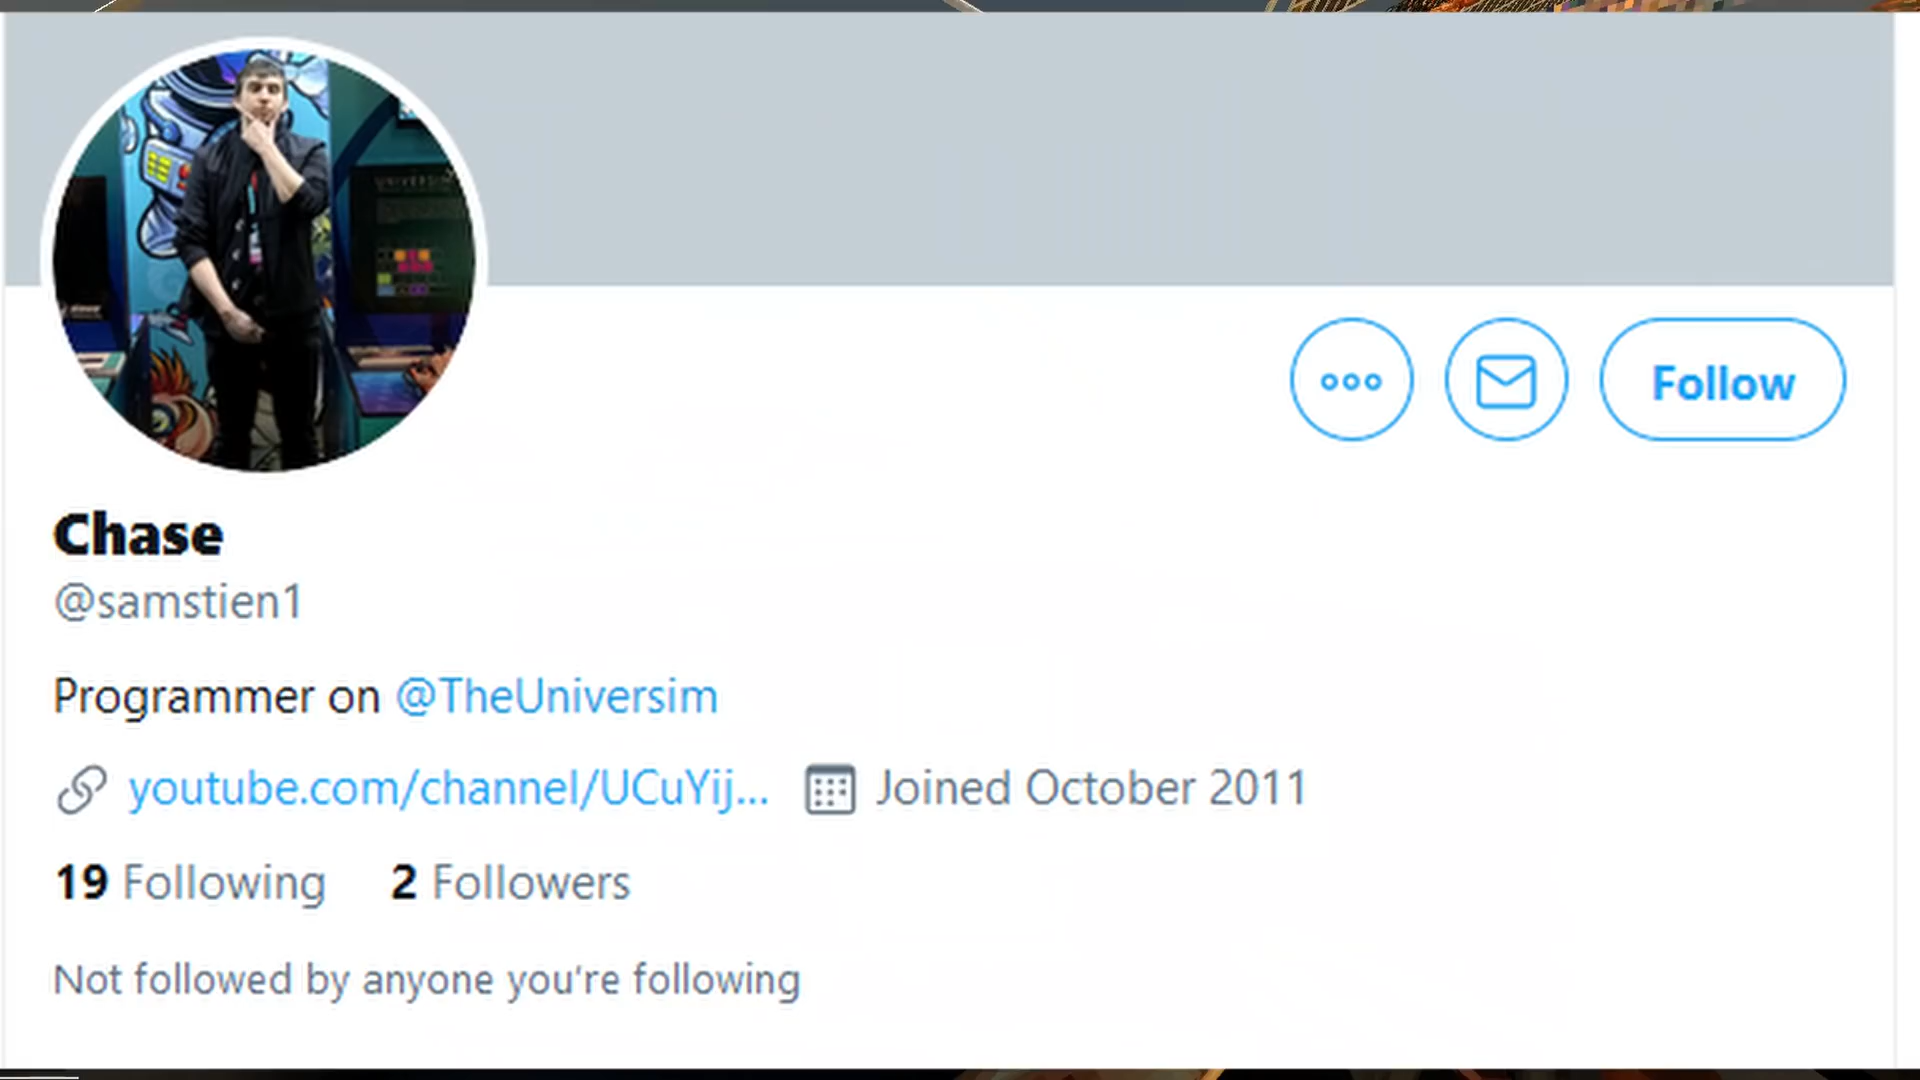 Chase
@samstien1
Programmer on @TheUniversim
youtube.com/channel/UCuYij... Joined October 2011
19 Following 2 Followers
Not followed by anyone you're following
Follow